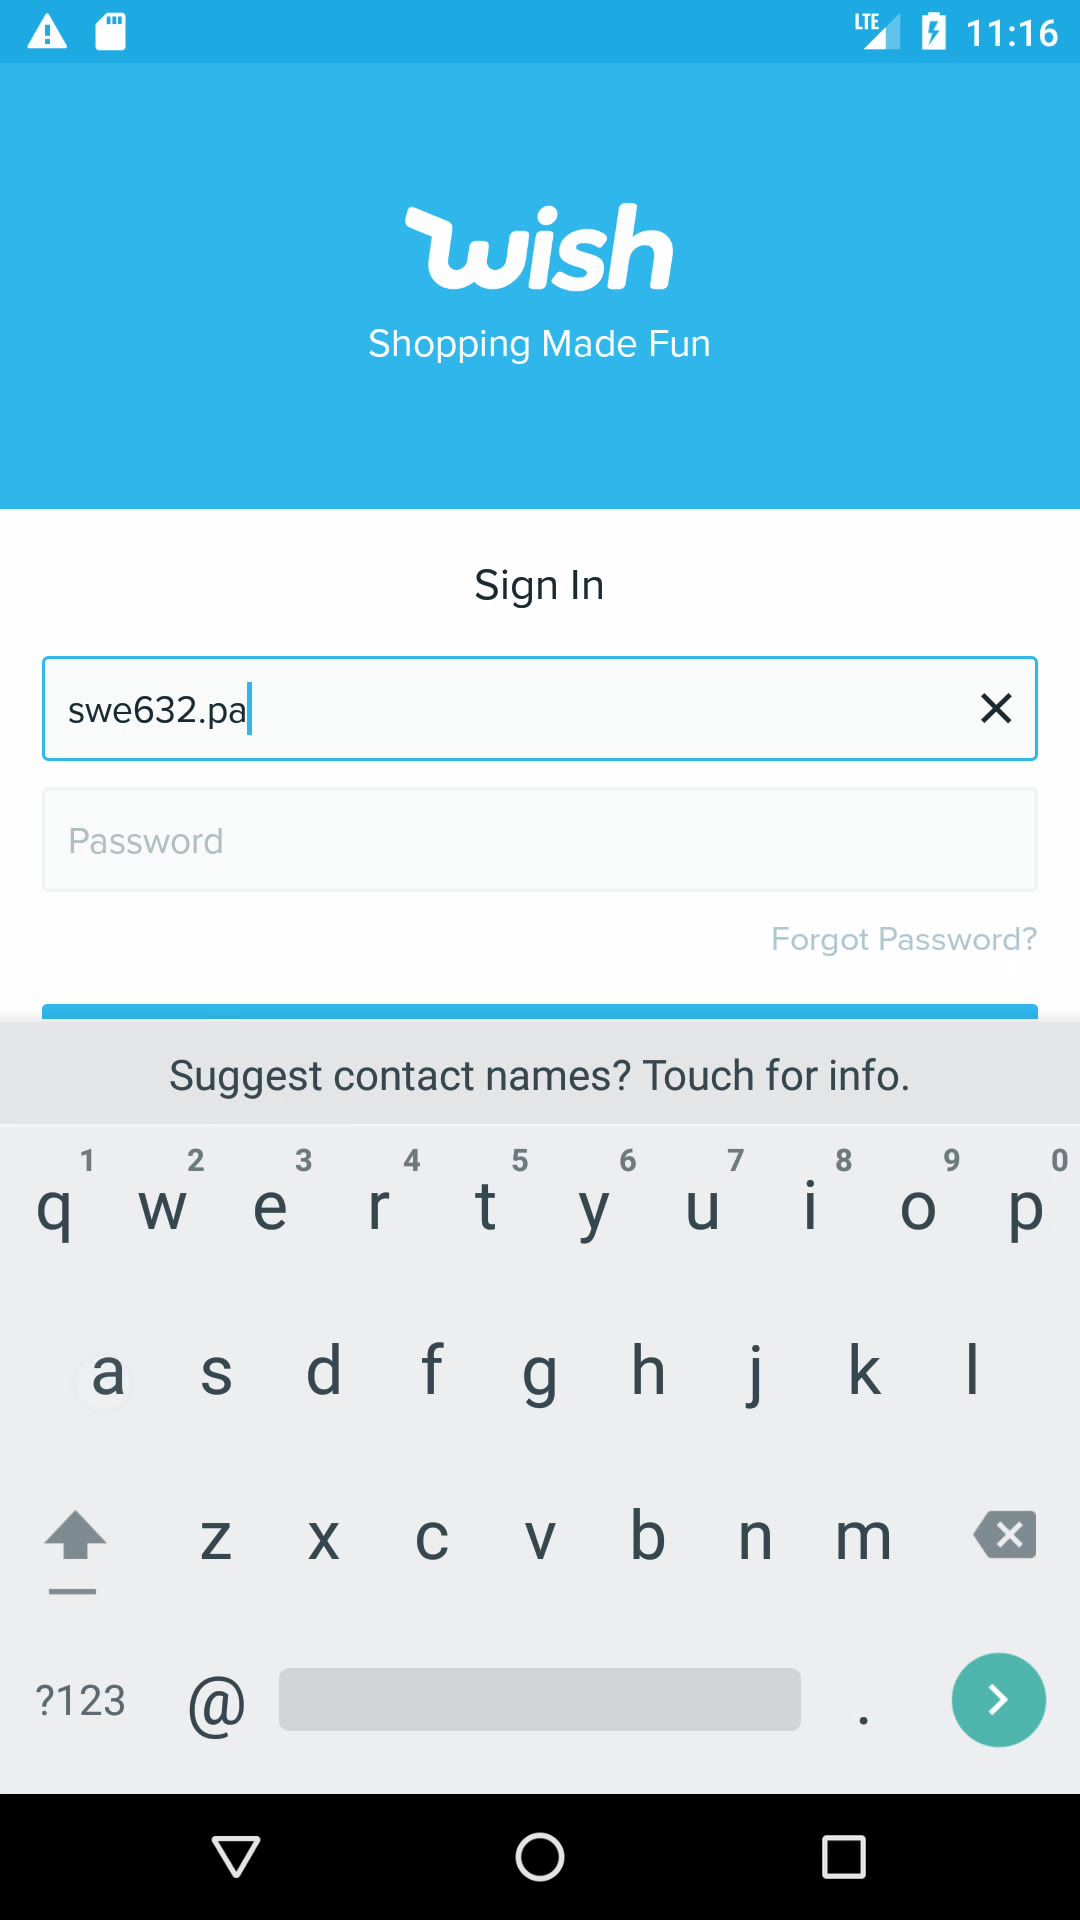 LTE 11:16
wish
Shopping Made Fun
Sign In
swe632.pa
Password
Forgot Password?
Suggest contact names? Touch for info.
1 2 3 4 5 6 7 8 9 0
q w e r t y u i o p
a s d f g h j k l
z x c v b n m
?123 @ .